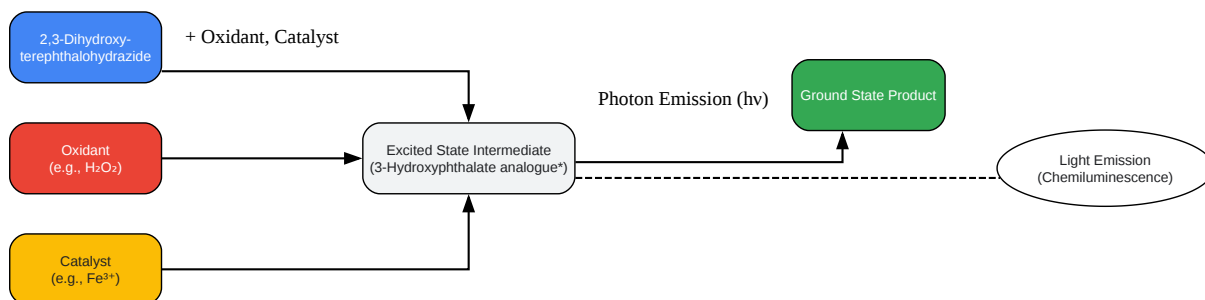 2,3-Dihydroxy-
terephthalohydrazide
+ Oxidant, Catalyst
Oxidant
(e.g., H₂O₂)
Catalyst
(e.g., Fe³⁺)
Excited State Intermediate
(3-Hydroxyphthalate analogue*)
Photon Emission (hν)
Ground State Product
Light Emission
(Chemiluminescence)